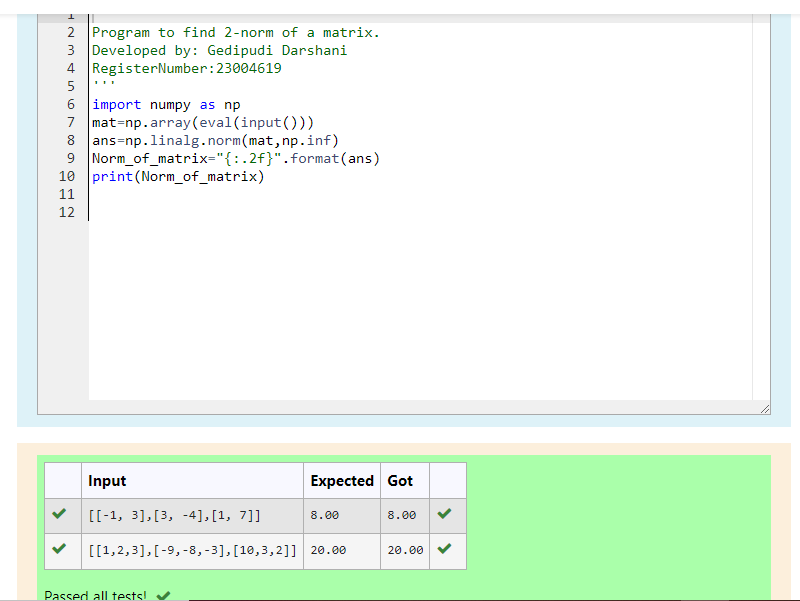 1
2 Program to find 2-norm of a matrix.
3 Developed by: Gedipudi Darshani
4 RegisterNumber:23004619
5 '''
6 import numpy as np
7 mat=np.array(eval(input()))
8 ans=np.linalg.norm(mat,np.inf)
9 Norm_of_matrix="{:.2f}".format(ans)
10 print(Norm_of_matrix)
11
12
Input Expected Got
[[-1, 3],[3, -4],[1, 7]] 8.00 8.00
[[1,2,3],[-9,-8,-3],[10,3,2]] 20.00 20.00
Passed all tests!